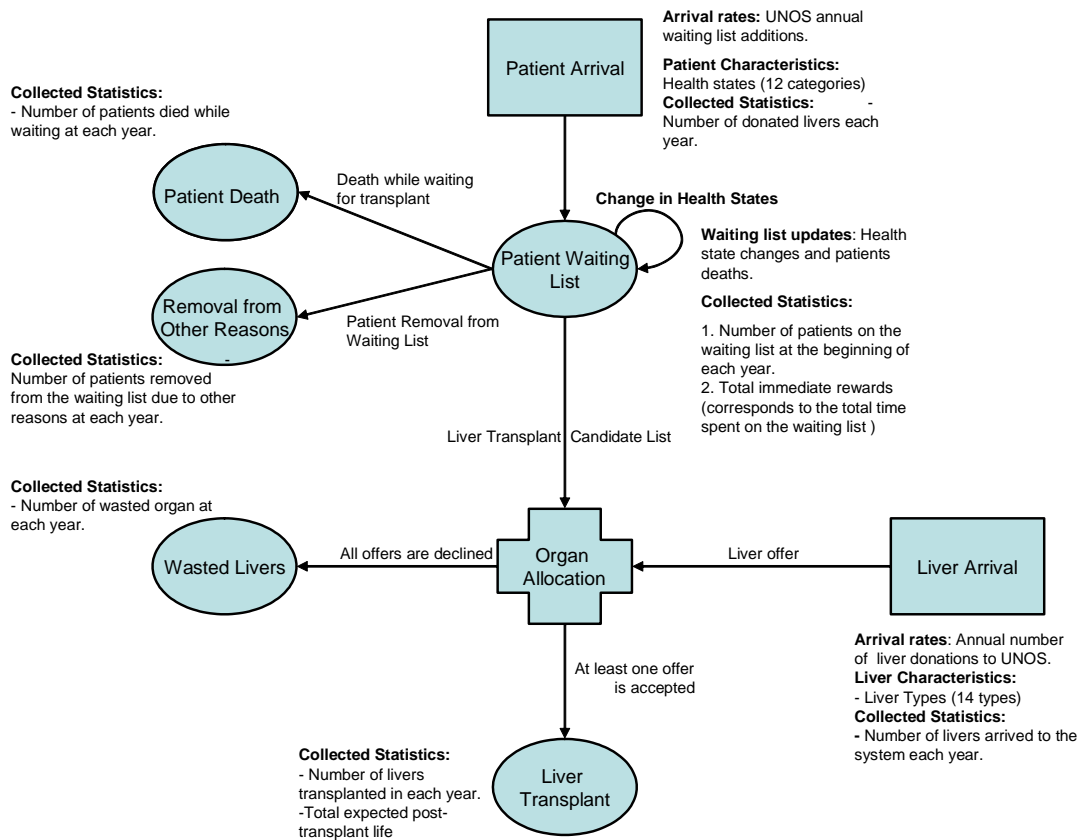 Arrival rates: UNOS annual
waiting list additions.
Patient Characteristics:
Health states (12 categories)
Collected Statistics: -
Number of donated livers each
year.
Patient Arrival
Collected Statistics:
- Number of patients died while
waiting at each year.
Patient Death
Death while waiting
for transplant
Change in Health States
Waiting list updates: Health
state changes and patients
deaths.
Collected Statistics:
1. Number of patients on the
waiting list at the beginning of
each year.
2. Total immediate rewards
(corresponds to the total time
spent on the waiting list )
Patient Waiting
List
Removal from
Other Reasons
Patient Removal from
Waiting List
Collected Statistics: -
Number of patients removed
from the waiting list due to other
reasons at each year.
Liver Transplant Candidate List
Collected Statistics:
- Number of wasted organ at
each year.
Wasted Livers
All offers are declined
Organ
Allocation
Liver offer
Liver Arrival
Arrival rates: Annual number
of liver donations to UNOS.
Liver Characteristics:
- Liver Types (14 types)
Collected Statistics:
- Number of livers arrived to the
system each year.
At least one offer
is accepted
Collected Statistics:
- Number of livers
transplanted in each year.
-Total expected post-
transplant life
Liver
Transplant